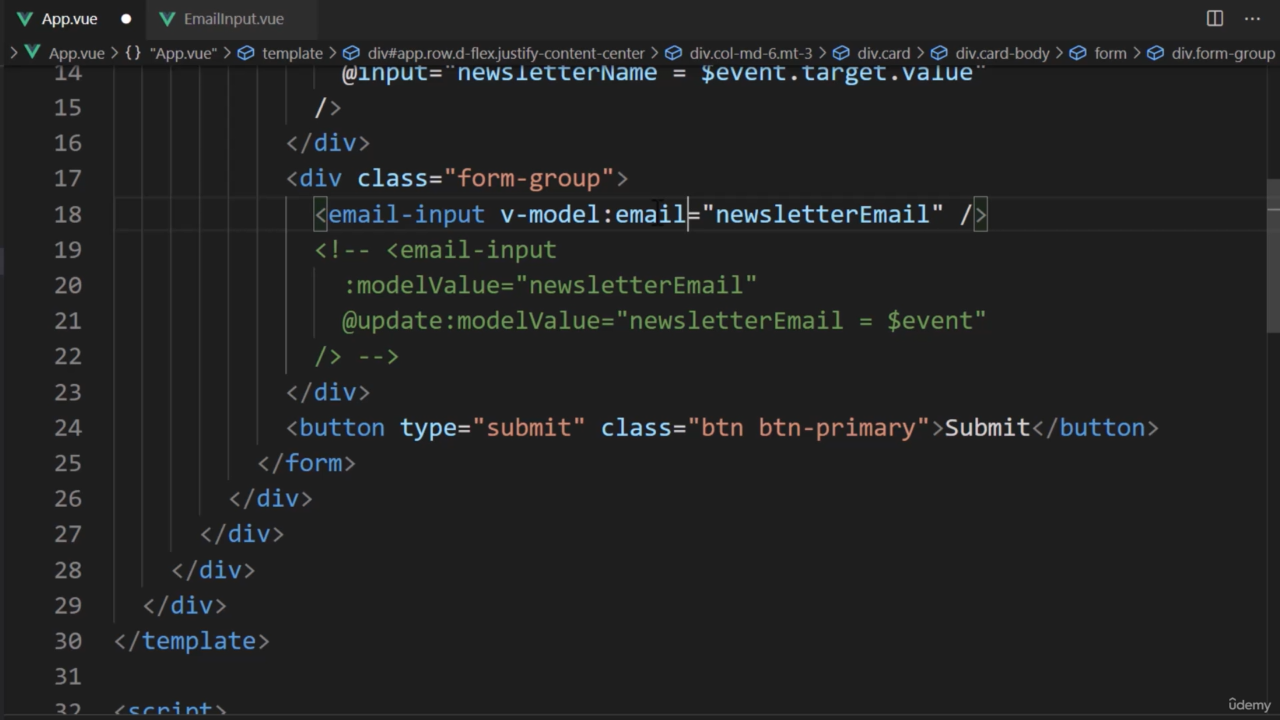 App.vue EmailInput.vue
App.vue {} "App.vue" template div#app.row.d-flex.justify-content-center div.col-md-6.mt-3 div.card div.card-body form div.form-group
14 @input="newsletterName = $event.target.value"
15 />
16 </div>
17 <div class="form-group">
18 <email-input v-model:email="newsletterEmail" />
19 <!-- <email-input
20 :modelValue="newsletterEmail"
21 @update:modelValue="newsletterEmail = $event"
22 /> -->
23 </div>
24 <button type="submit" class="btn btn-primary">Submit</button>
25 </form>
26 </div>
27 </div>
28 </div>
29 </div>
30 </template>
31
32 <script>
ûdemy